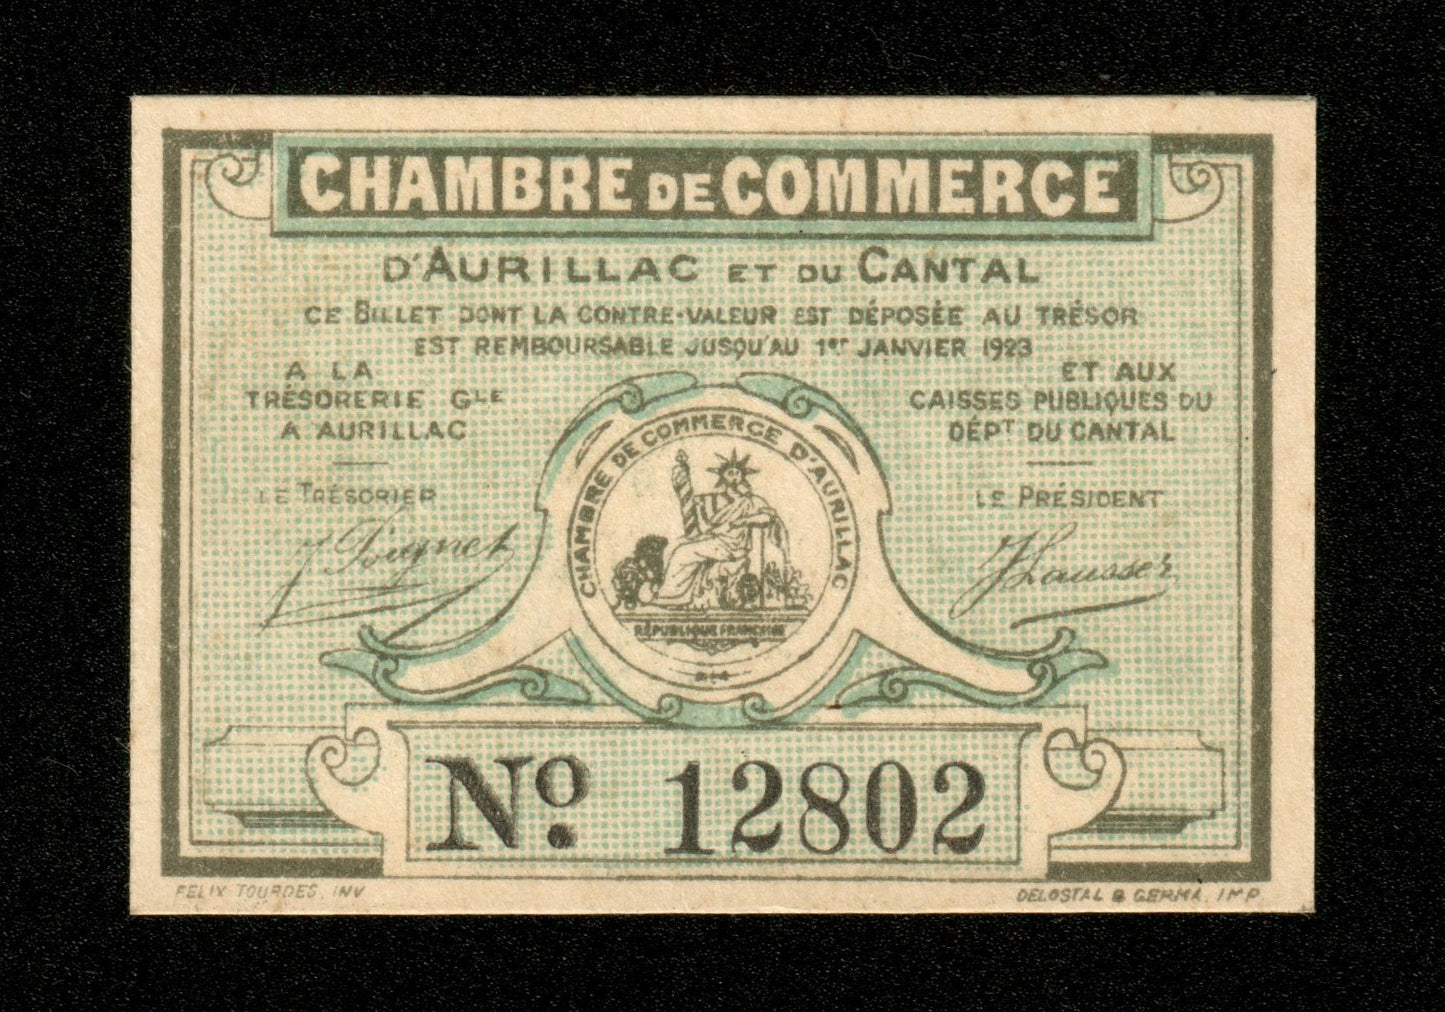 CHAMBRE DE COMMERCE
D'AURILLAC ET DU CANTAL
CE BILLET DONT LA CONTRE-VALEUR EST DÉPOSÉE AU TRÉSOR
EST REMBOURSABLE JUSQU'AU 1ER JANVIER 1923
A LA
TRÉSORERIE GLE
A AURILLAC
ET AUX
CAISSES PUBLIQUES DU
DÉPT DU CANTAL
LE TRÉSORIER
LE PRÉSIDENT
CHAMBRE DE COMMERCE D'AURILLAC
RÉPUBLIQUE FRANÇAISE
No. 12802
FELIX TOURDES, INV.
DELOSTAL & GERMA, IMP.